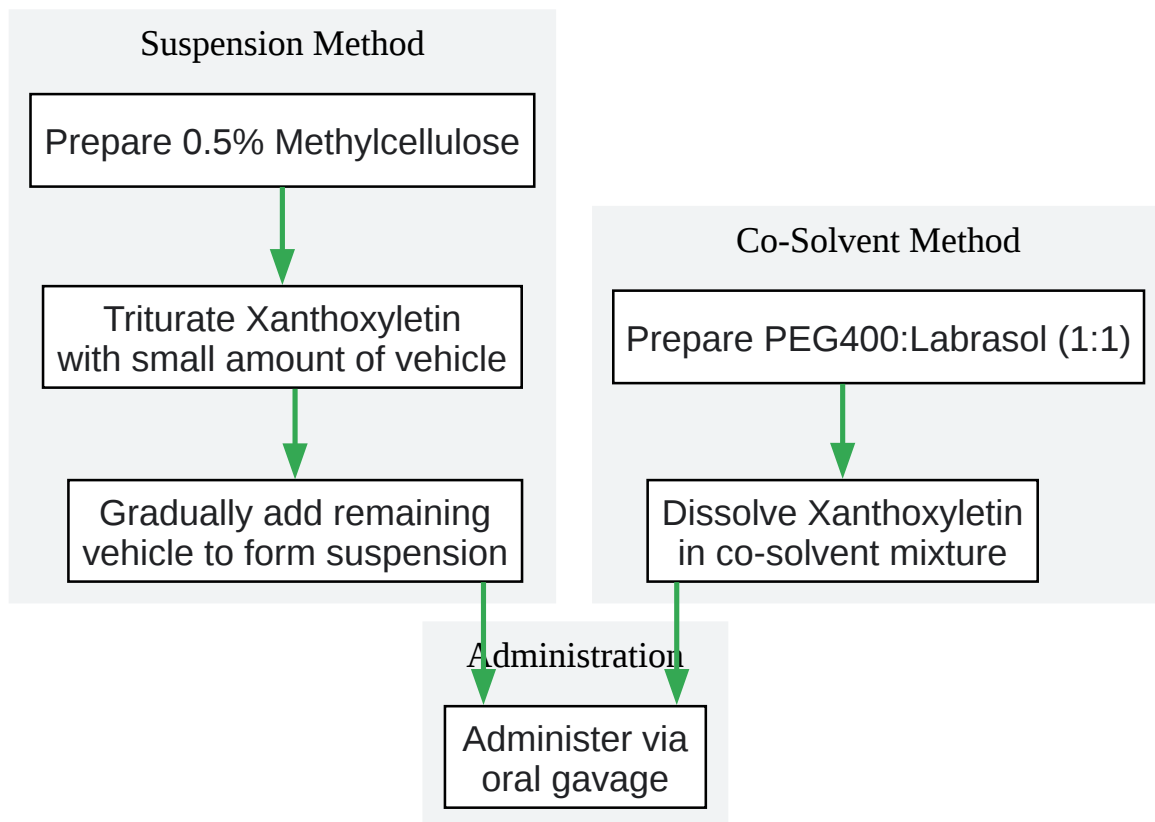 Suspension Method
Prepare 0.5% Methylcellulose
Triturate Xanthoxyletin
with small amount of vehicle
Gradually add remaining
vehicle to form suspension
Co-Solvent Method
Prepare PEG400:Labrasol (1:1)
Dissolve Xanthoxyletin
in co-solvent mixture
Administration
Administer via
oral gavage